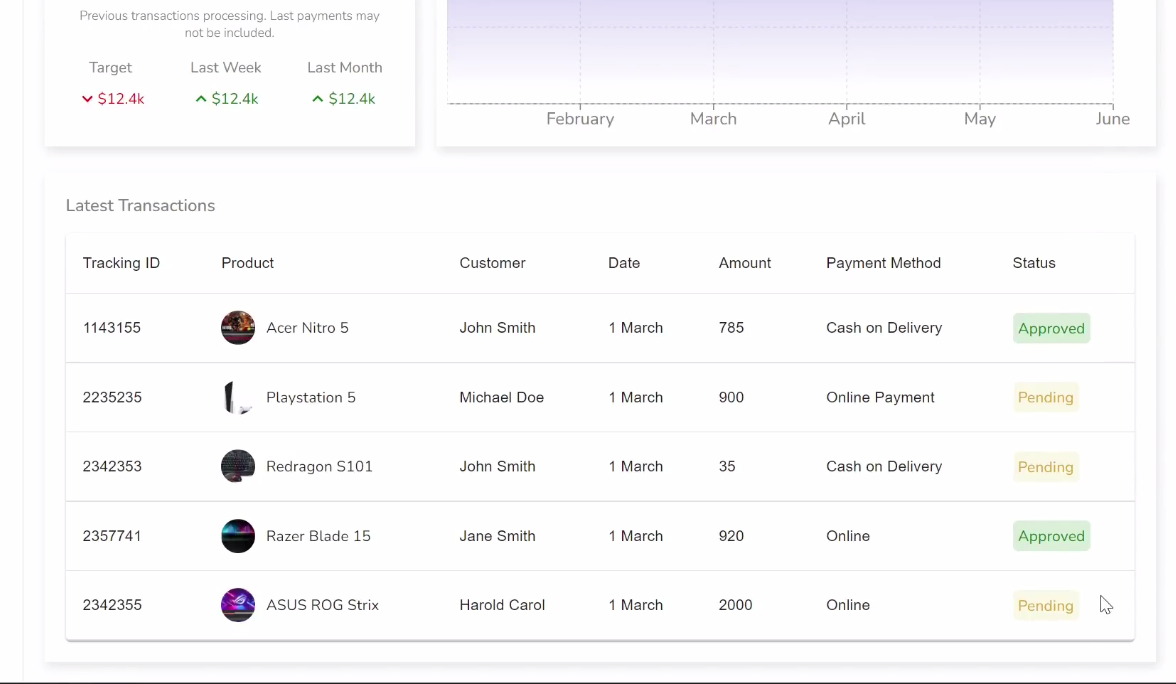 Previous transactions processing. Last payments may
not be included.
Target Last Week Last Month
$12.4k $12.4k $12.4k
February March April May June
Latest Transactions
Tracking ID Product Customer Date Amount Payment Method Status
1143155 Acer Nitro 5 John Smith 1 March 785 Cash on Delivery Approved
2235235 Playstation 5 Michael Doe 1 March 900 Online Payment Pending
2342353 Redragon S101 John Smith 1 March 35 Cash on Delivery Pending
2357741 Razer Blade 15 Jane Smith 1 March 920 Online Approved
2342355 ASUS ROG Strix Harold Carol 1 March 2000 Online Pending